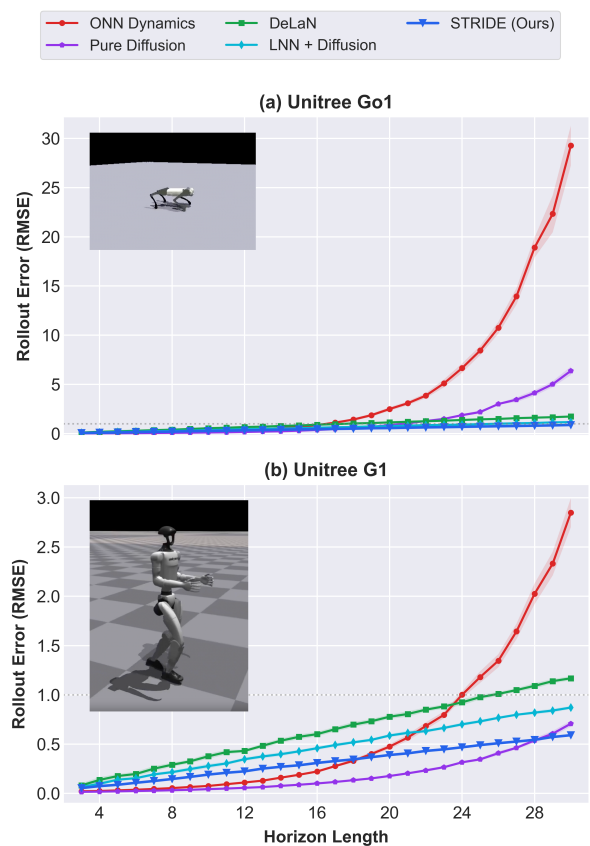 ONN Dynamics
DeLaN
STRIDE (Ours)
Pure Diffusion
LNN + Diffusion
(a) Unitree Go1
Rollout Error (RMSE)
30
25
20
15
10
5
0
(b) Unitree G1
Rollout Error (RMSE)
3.0
2.5
2.0
1.5
1.0
0.5
0.0
4 8 12 16 20 24 28
Horizon Length